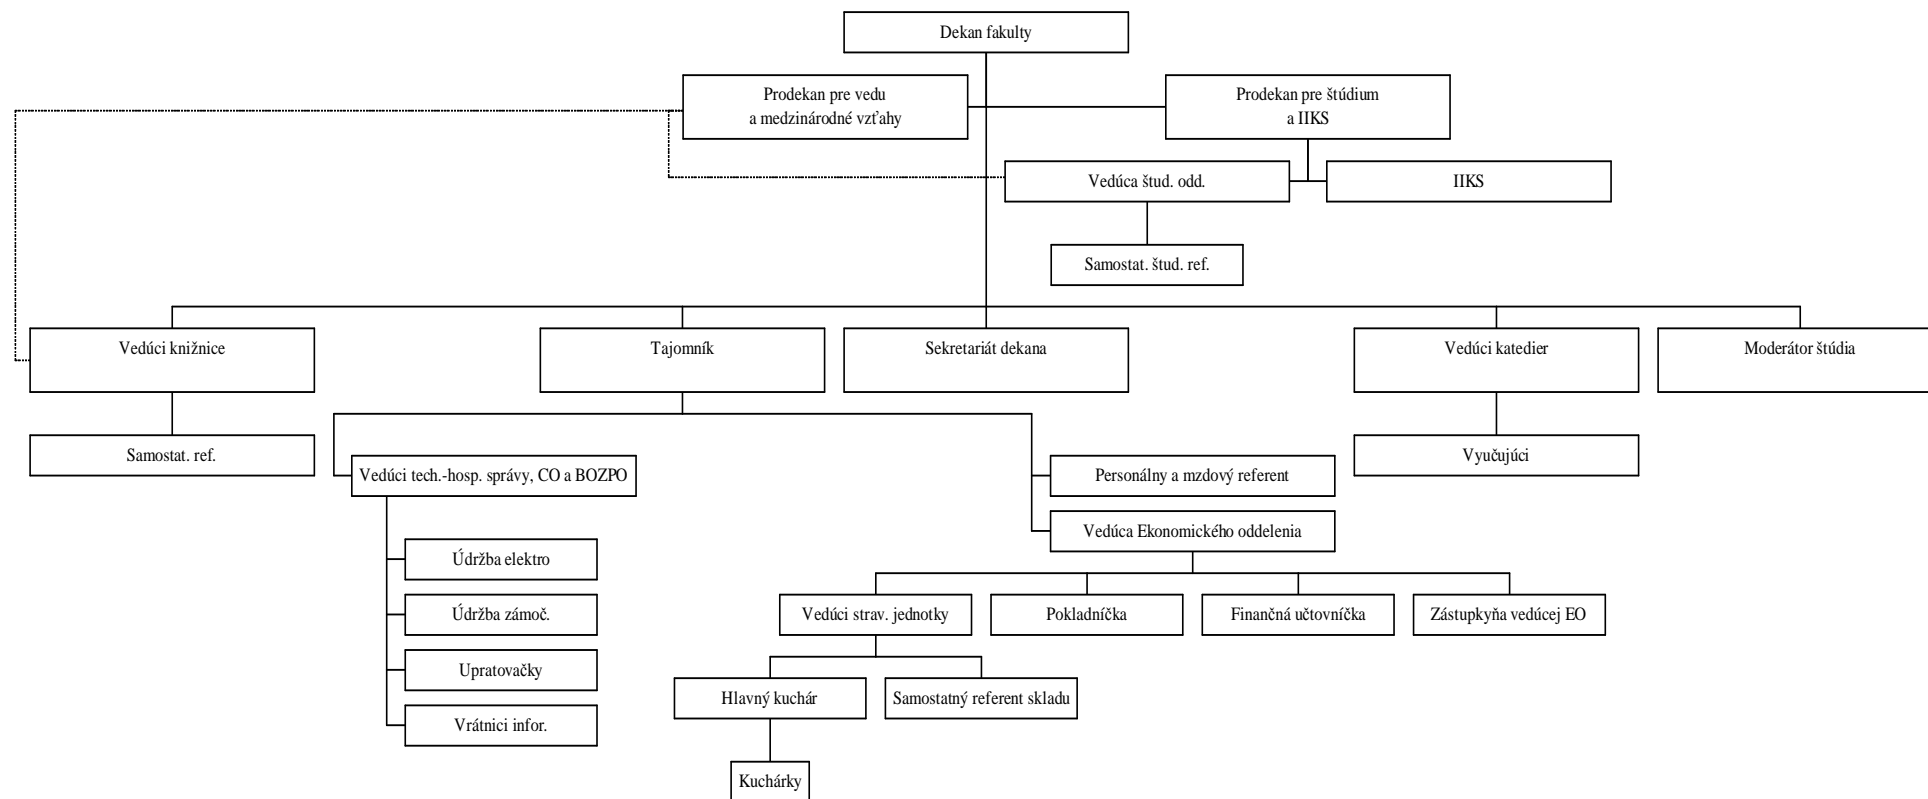 Dekan fakulty
Prodekan pre vedu
a medzinárodné vzťahy
Prodekan pre štúdium
a IIKS
Vedúca štud. odd.
IIKS
Samostat. štud. ref.
Vedúci knižnice
Tajomník
Sekretariát dekana
Vedúci katedier
Moderátor štúdia
Samostat. ref.
Vyučujúci
Vedúci tech.-hosp. správy, CO a BOZPO
Personálny a mzdový referent
Vedúca Ekonomického oddelenia
Údržba elektro
Údržba zámoč.
Upratovačky
Vrátnici infor.
Vedúci strav. jednotky
Pokladníčka
Finančná učtovníčka
Zástupkyňa vedúcej EO
Hlavný kuchár
Samostatný referent skladu
Kuchárky